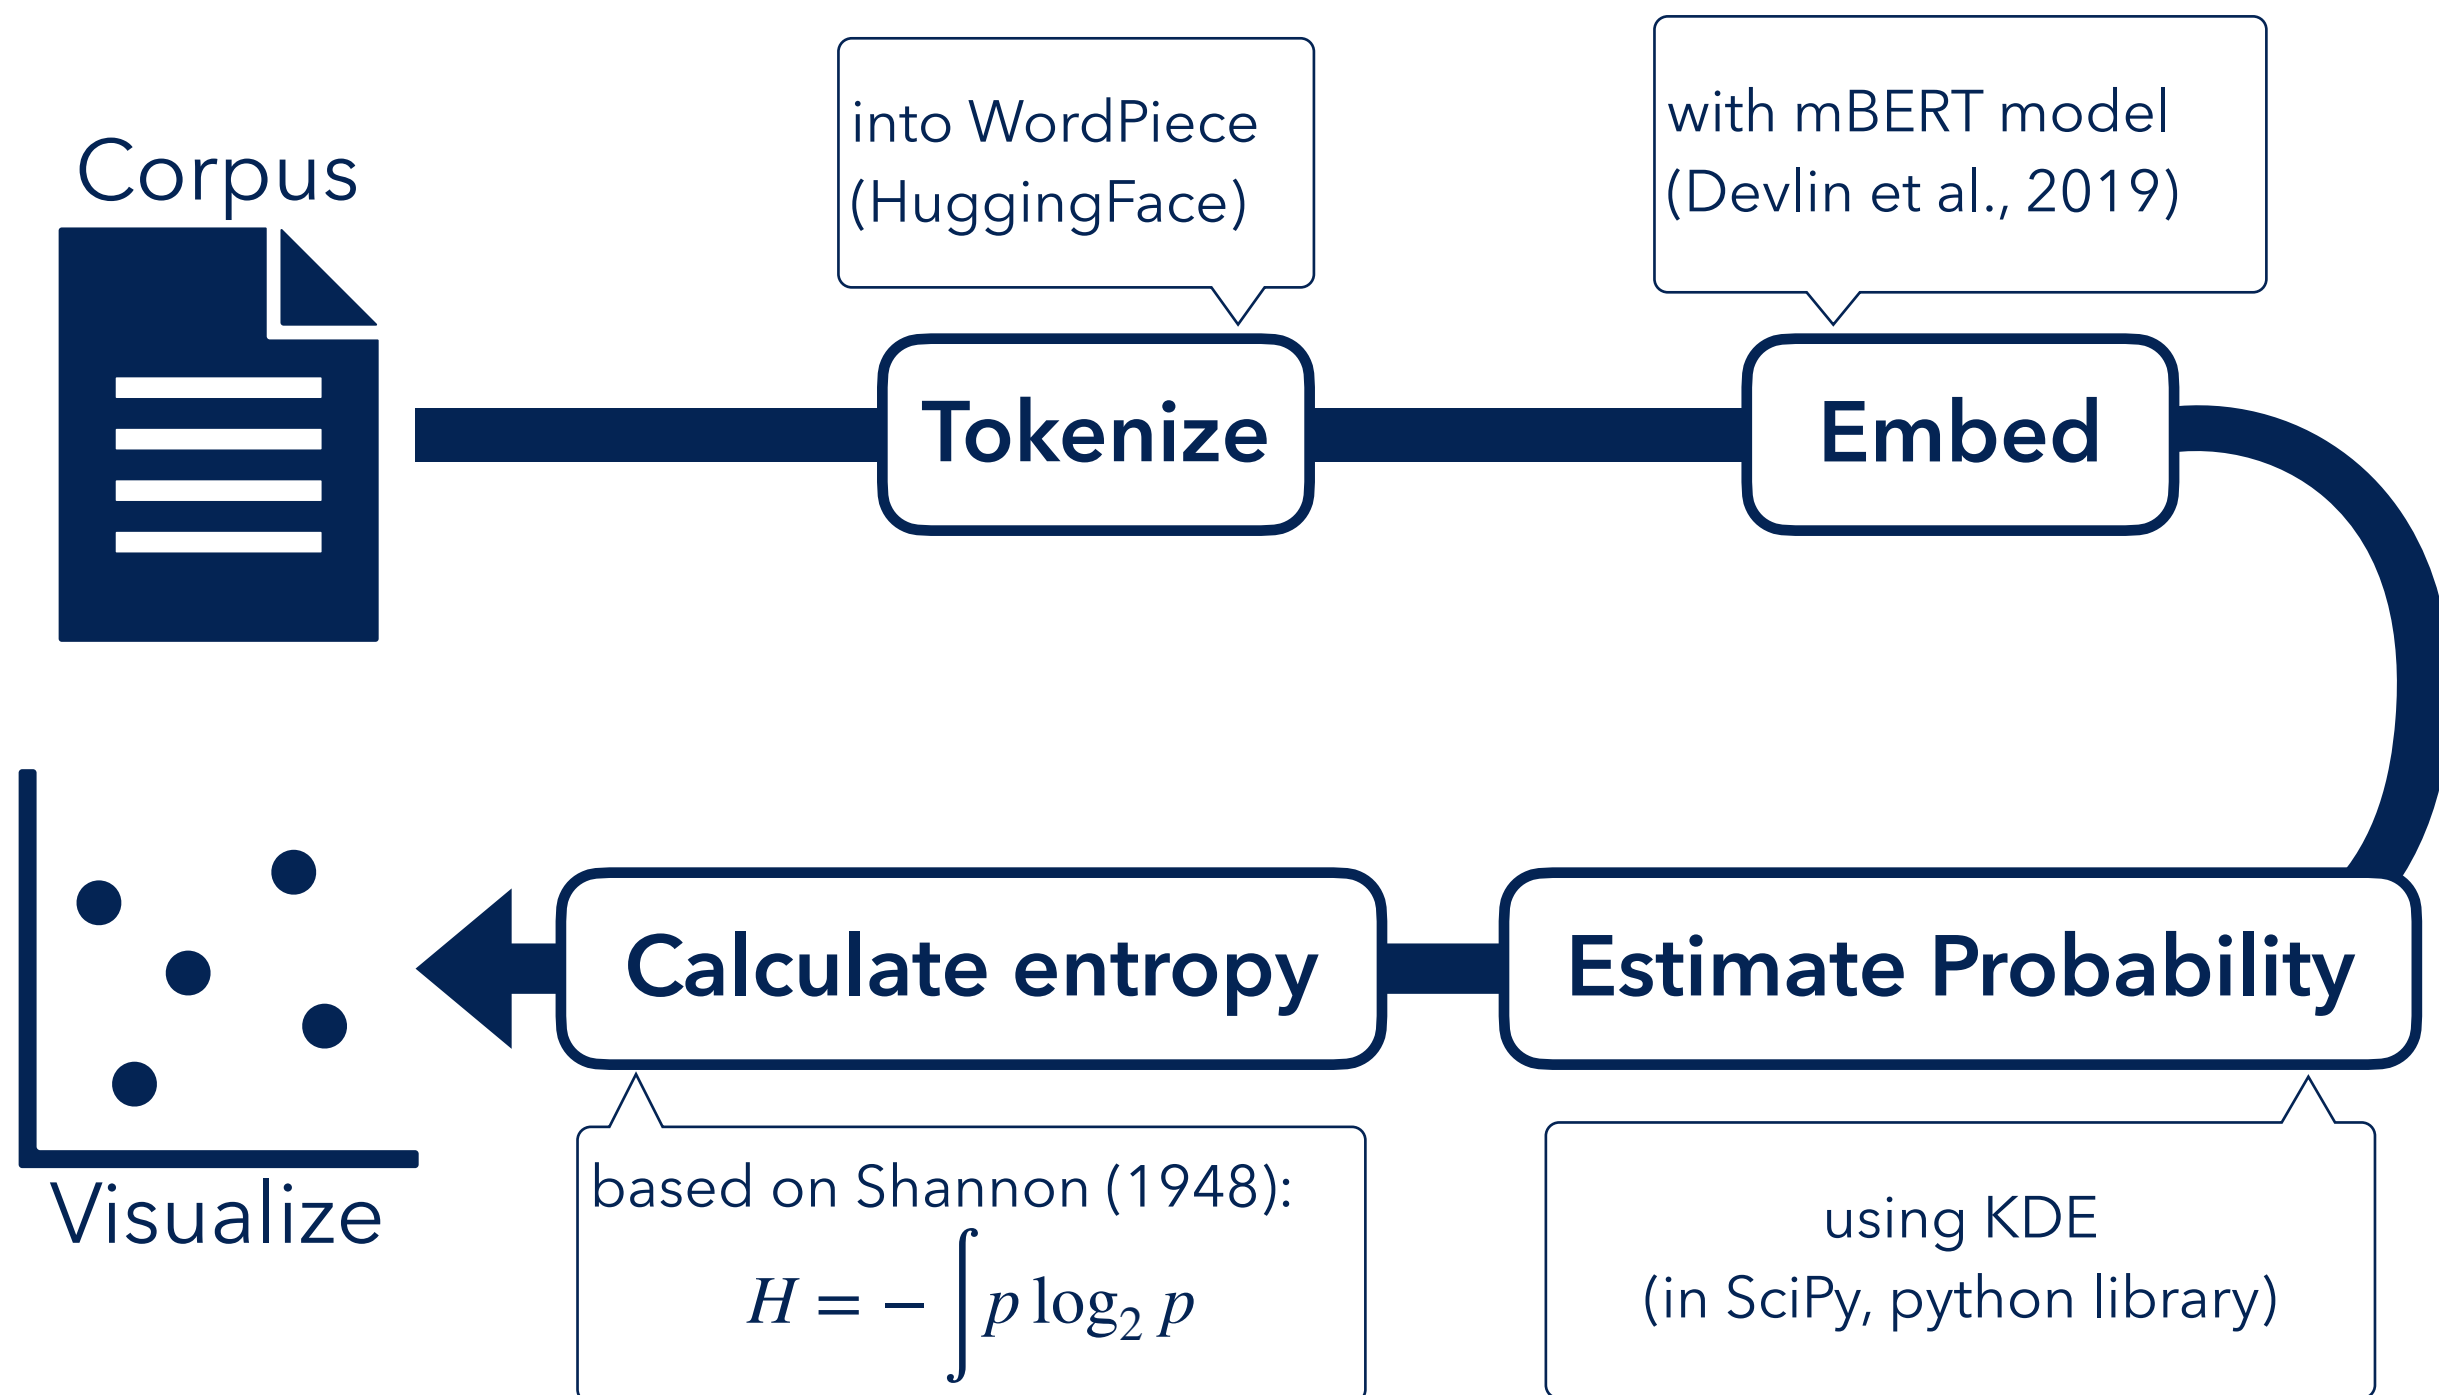 Corpus
into WordPiece
(HuggingFace)
with mBERT model
(Devlin et al., 2019)
Tokenize
Embed
Calculate entropy
Estimate Probability
Visualize
based on Shannon (1948):
H = − ∫ p log₂ p
using KDE
(in SciPy, python library)